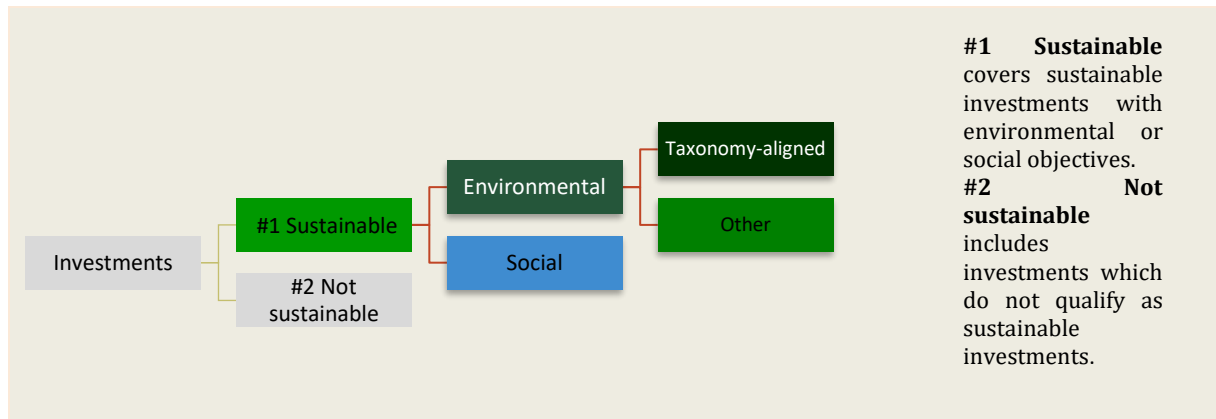 Investments
#1 Sustainable
#2 Not
sustainable
Environmental
Social
Taxonomy-aligned
Other
#1 Sustainable
covers sustainable
investments with
environmental or
social objectives.
#2 Not
sustainable
includes
investments which
do not qualify as
sustainable
investments.